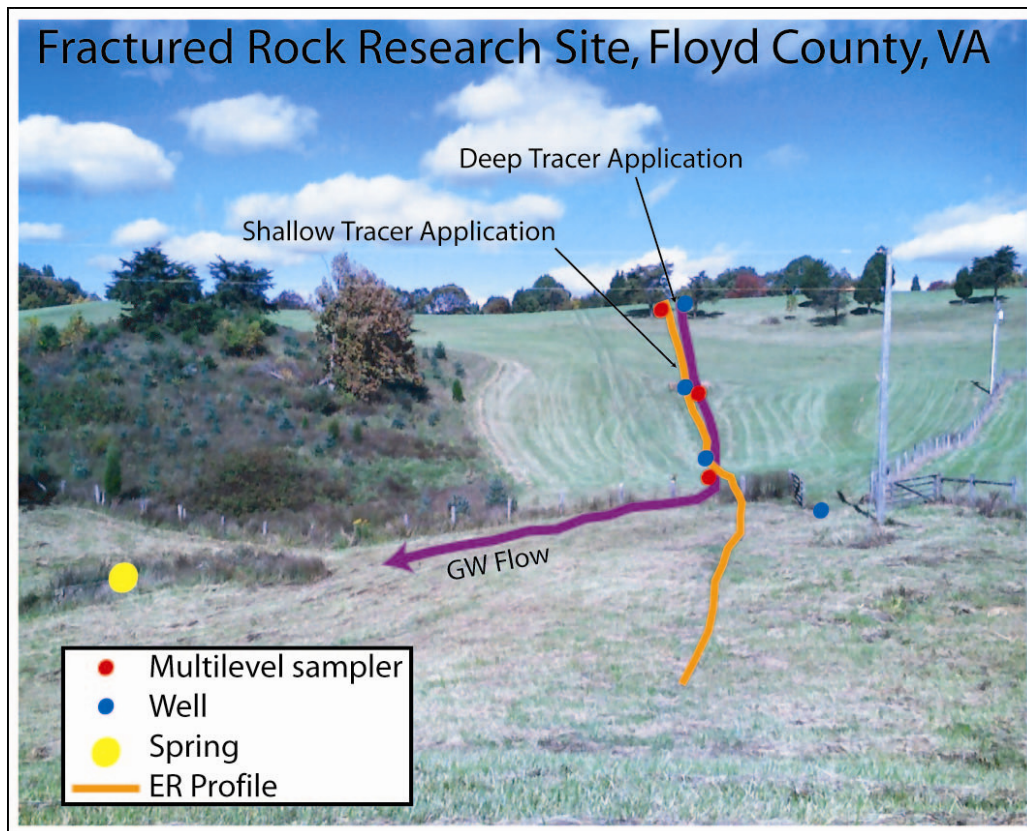 Fractured Rock Research Site, Floyd County, VA
Deep Tracer Application
Shallow Tracer Application
GW Flow
Multilevel sampler
Well
Spring
ER Profile